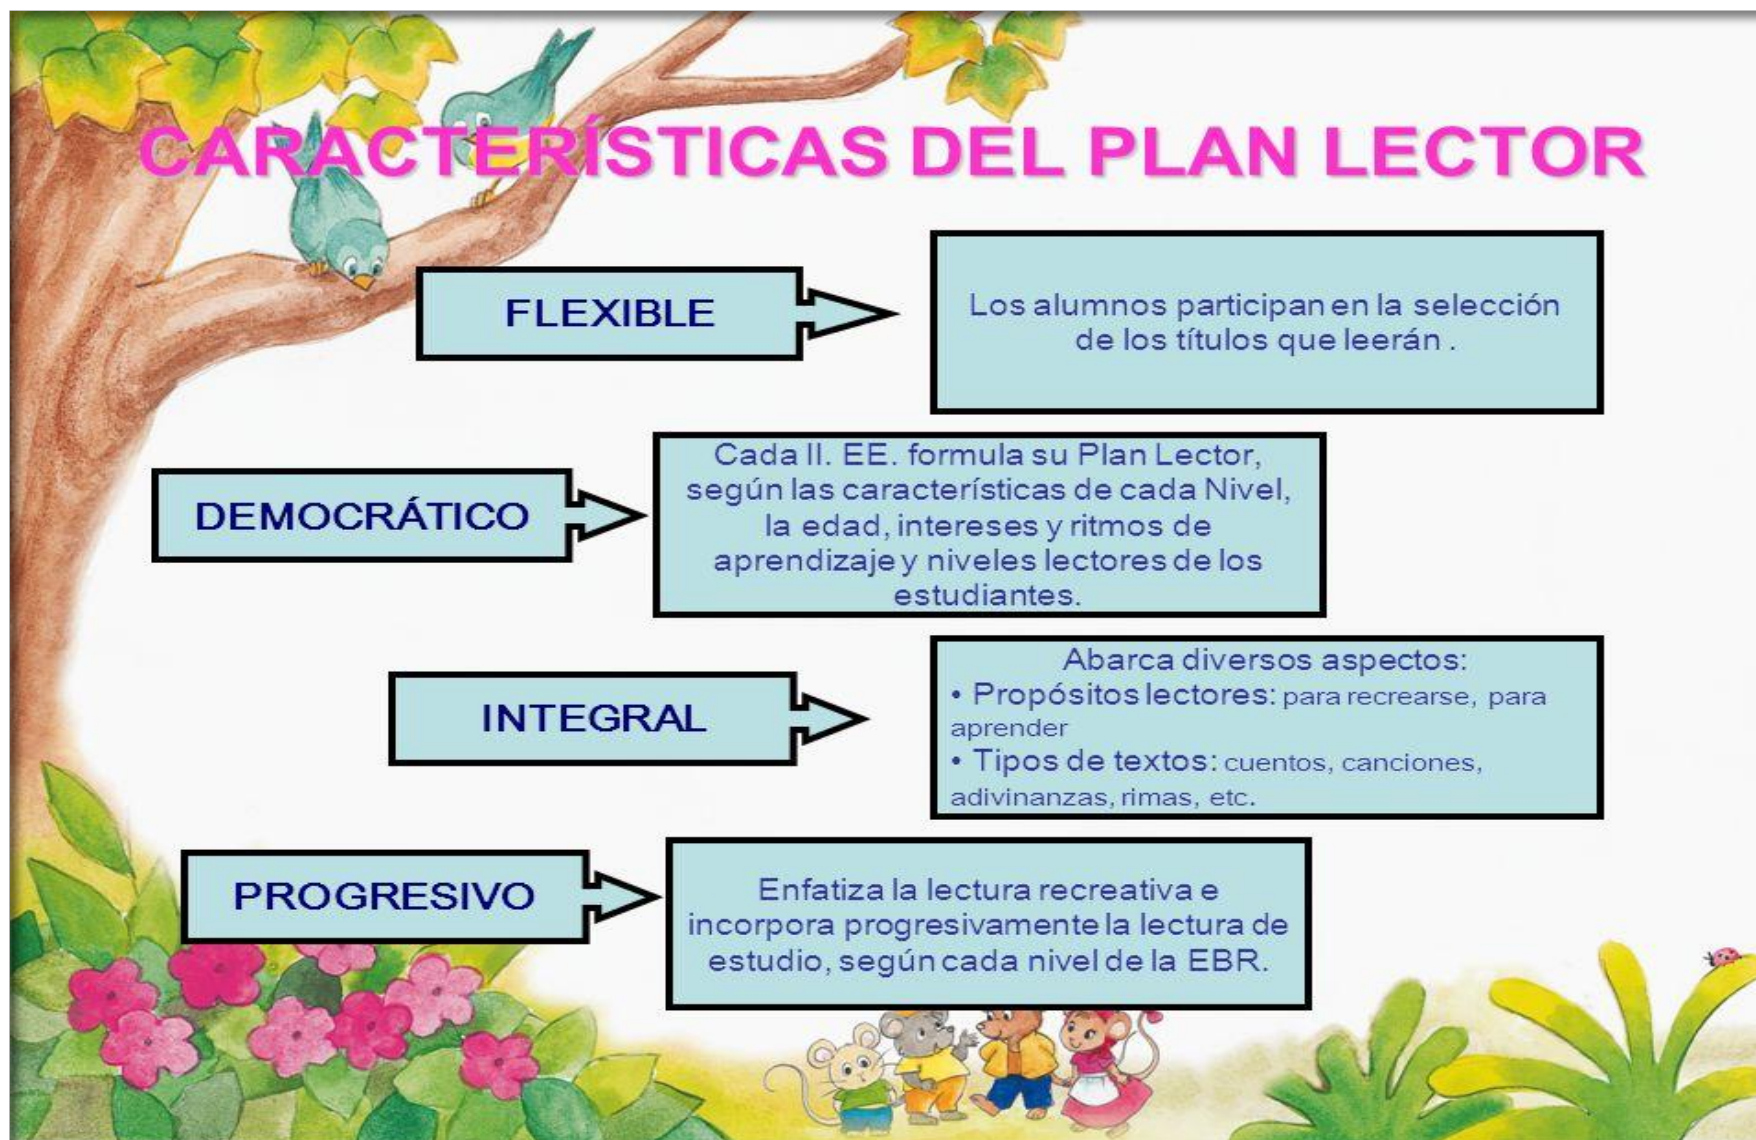 CARACTERÍSTICAS DEL PLAN LECTOR
FLEXIBLE
Los alumnos participan en la selección
de los títulos que leerán .
DEMOCRÁTICO
Cada II. EE. formula su Plan Lector,
según las características de cada Nivel,
la edad, intereses y ritmos de
aprendizaje y niveles lectores de los
estudiantes.
INTEGRAL
Abarca diversos aspectos:
• Propósitos lectores: para recrearse, para
aprender
• Tipos de textos: cuentos, canciones,
adivinanzas, rimas, etc.
PROGRESIVO
Enfatiza la lectura recreativa e
incorpora progresivamente la lectura de
estudio, según cada nivel de la EBR.